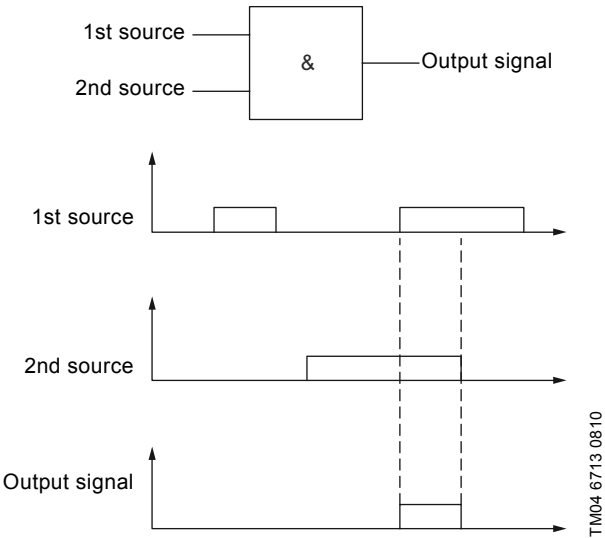 1st source
&
Output signal
2nd source
1st source
2nd source
Output signal
TM04 6713 0810